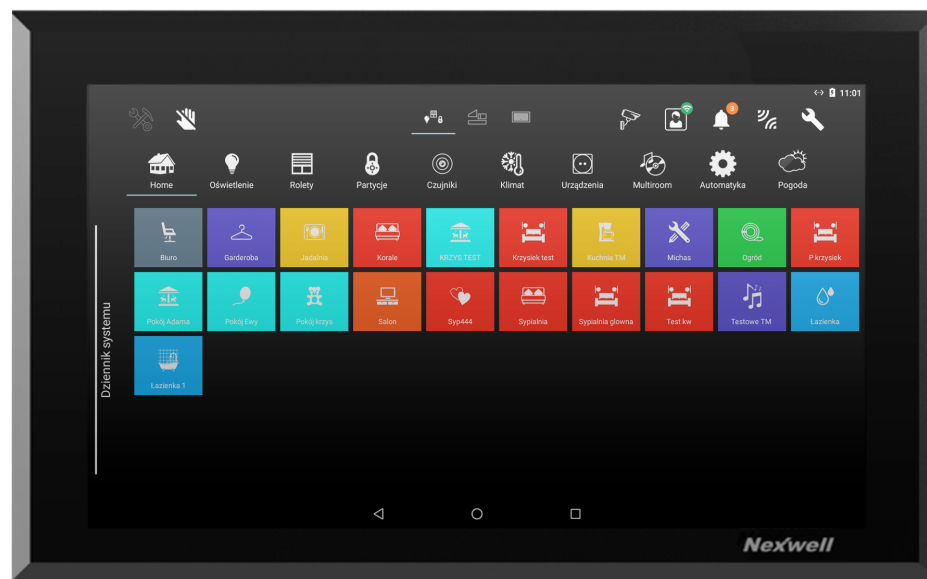 11:01
3
Home Oświetlenie Rolety Partycje Czujniki Klimat Urządzenia Multiroom Automatyka Pogoda
Biuro Garderoba Jadalnia Korale KRZYS TEST Krzysiek test Kuchnia TM Michas Ogród P krzysiek
Pokój Adama Pokój Ewy Pokój krzys Salon Syp444 Sypialnia Sypialnia glowna Test kw Testowe TM Łazienka
Łazienka 1
Dziennik systemu
Nexwell